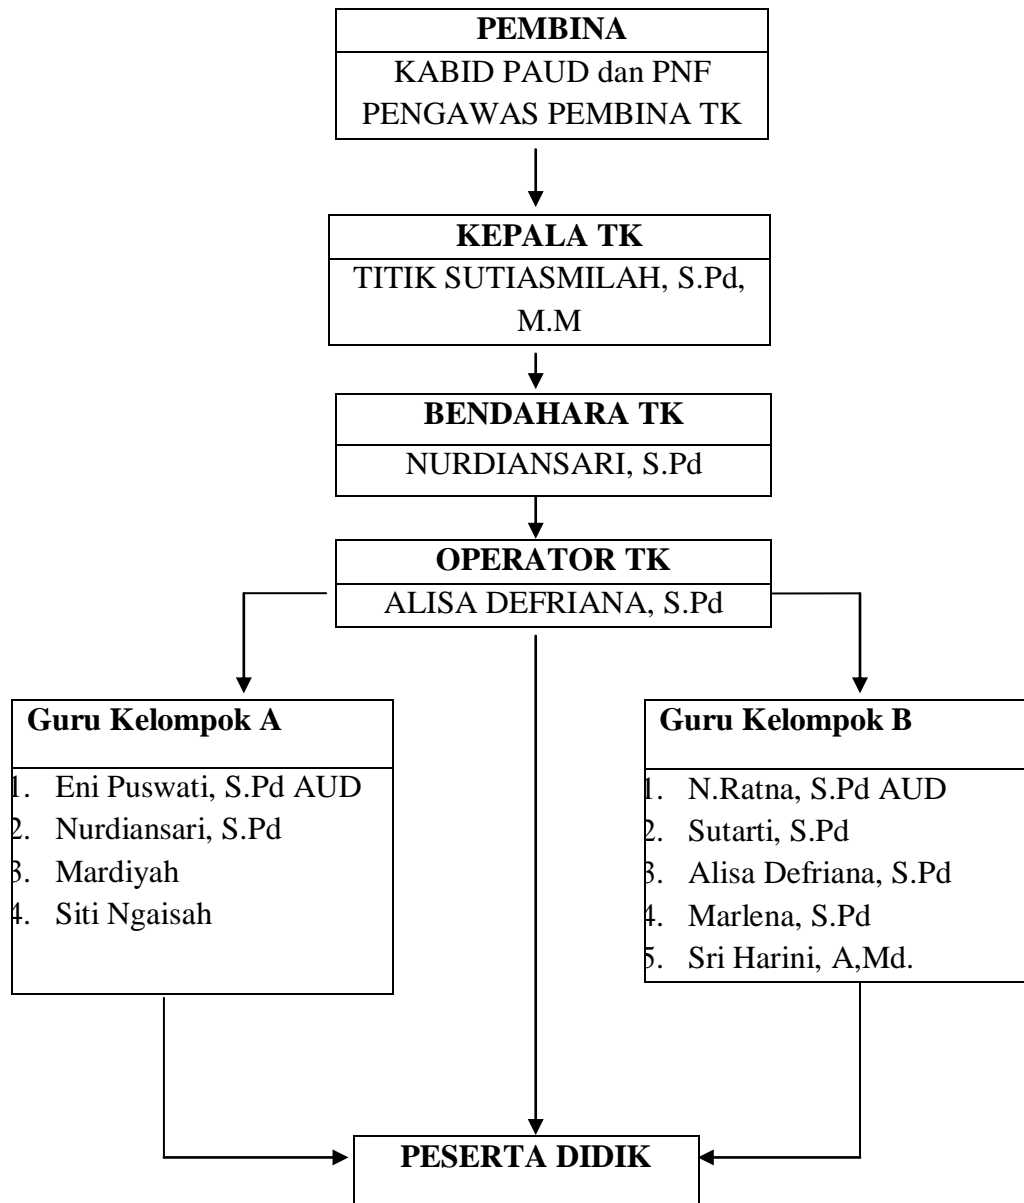 PEMBINA
KABID PAUD dan PNF
PENGAWAS PEMBINA TK
KEPALA TK
TITIK SUTIASMILAH, S.Pd,
M.M
BENDAHARA TK
NURDIANSARI, S.Pd
OPERATOR TK
ALISA DEFRIANA, S.Pd
Guru Kelompok A
1. Eni Puswati, S.Pd AUD
2. Nurdiansari, S.Pd
3. Mardiyah
4. Siti Ngaisah
Guru Kelompok B
1. N.Ratna, S.Pd AUD
2. Sutarti, S.Pd
3. Alisa Defriana, S.Pd
4. Marlena, S.Pd
5. Sri Harini, A,Md.
PESERTA DIDIK